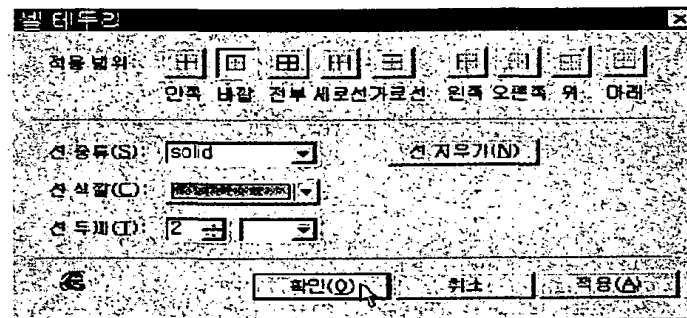 셀 테두리
적용 범위:
안쪽 바깥 전부 세로선 가로선 왼쪽 오른쪽 위 아래
선 종류(S): solid 선 지우기(N)
선 색깔(C):
선 두께(T): 2
확인(O) 취소 적용(A)